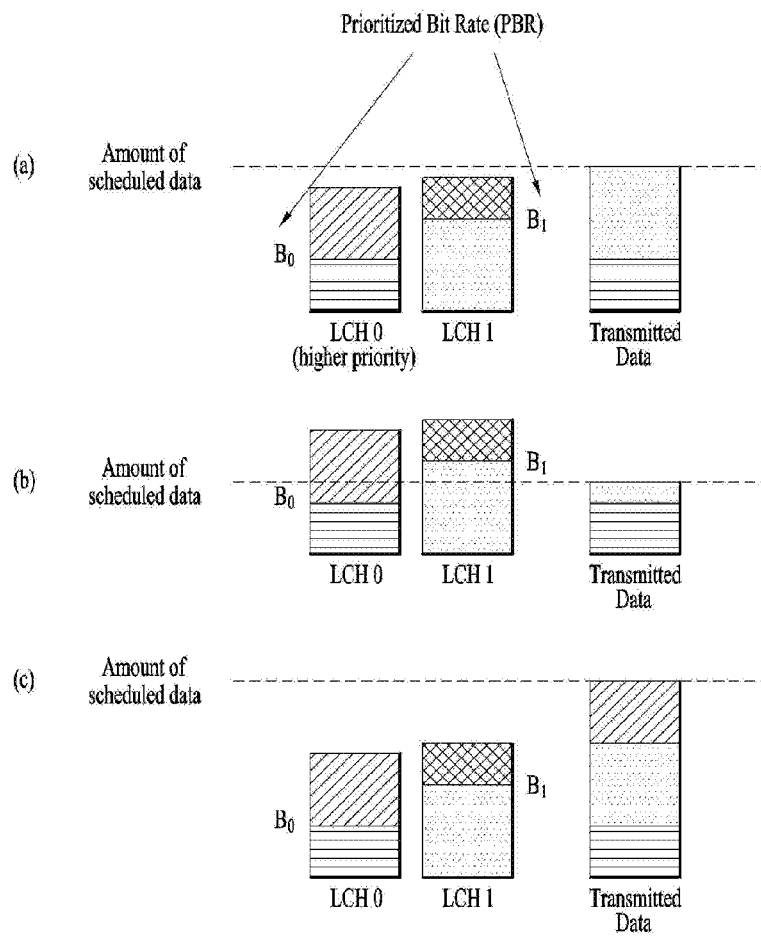 Prioritized Bit Rate (PBR)
(a)
Amount of
scheduled data
B0
B1
LCH 0
(higher priority)
LCH 1
Transmitted
Data
(b)
Amount of
scheduled data
B0
B1
LCH 0
LCH 1
Transmitted
Data
(c)
Amount of
scheduled data
B0
B1
LCH 0
LCH 1
Transmitted
Data